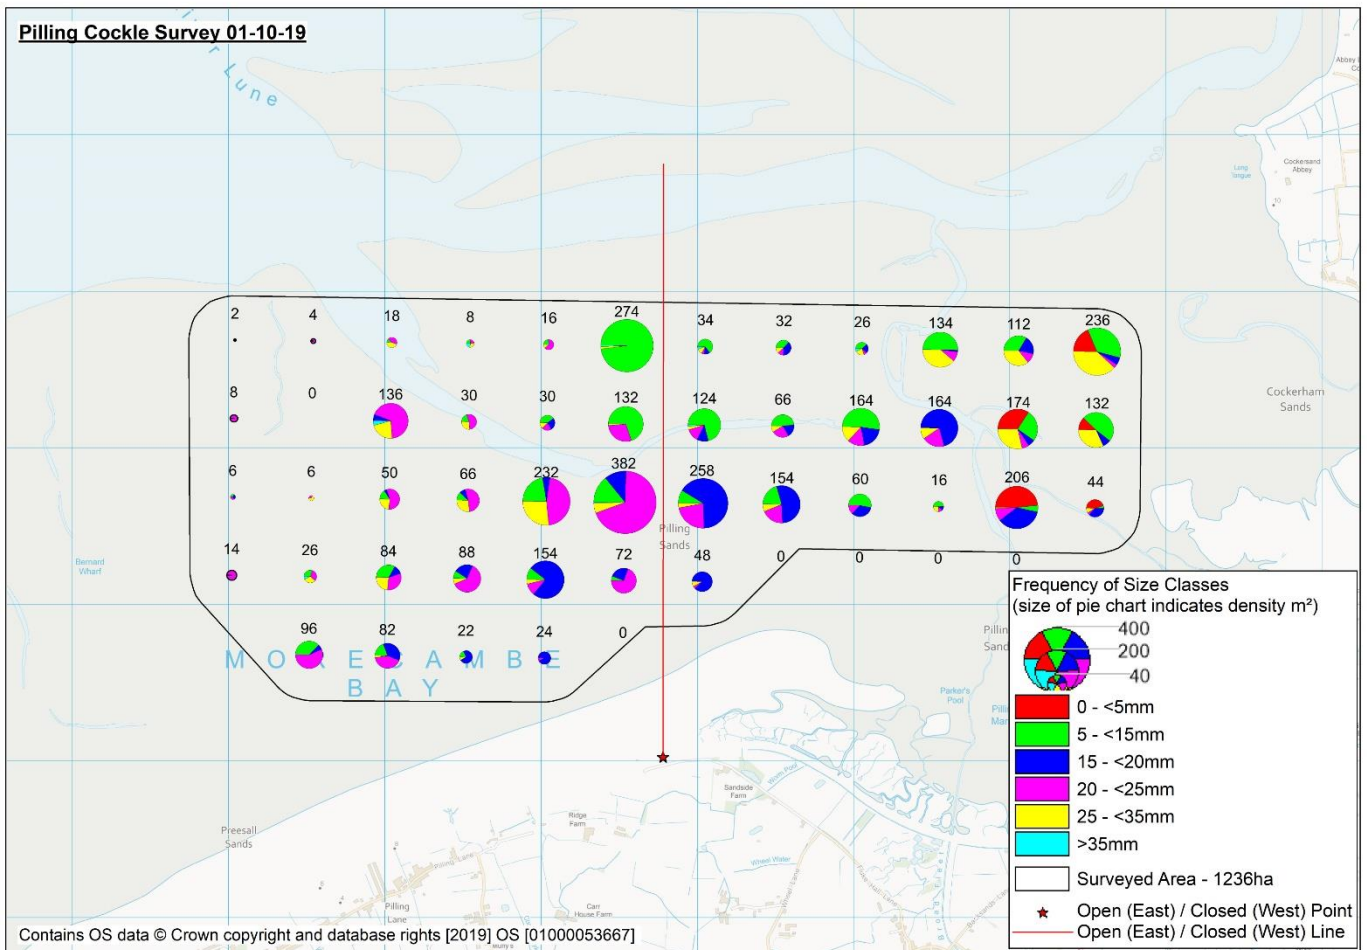 Pilling Cockle Survey 01-10-19
r Lune
Abbey
Cockersand
Abbey
Long
Tongue
10
2 4 18 8 16 274 34 32 26 134 112 236
8 0 136 30 30 132 124 66 164 164 174 132
Cockerham
Sands
6 6 50 66 232 382 258 154 60 16 206 44
Pilling
Sands
14 26 84 88 154 72 48 0 0 0 0
Bernard
Wharf
96 82 22 24 0
MORECAMBE
BAY
Parker's
Pool
Preesall
Sands
Sandside
Farm
Worm Pool
Ridge
Farm
Wheel Water
Pilling Lane
Pilling
Lane
Carr
House Farm
Frequency of Size Classes
(size of pie chart indicates density m²)
400
200
40
0 - <5mm
5 - <15mm
15 - <20mm
20 - <25mm
25 - <35mm
>35mm
Surveyed Area - 1236ha
Open (East) / Closed (West) Point
Open (East) / Closed (West) Line
Contains OS data © Crown copyright and database rights [2019] OS [0100053667]